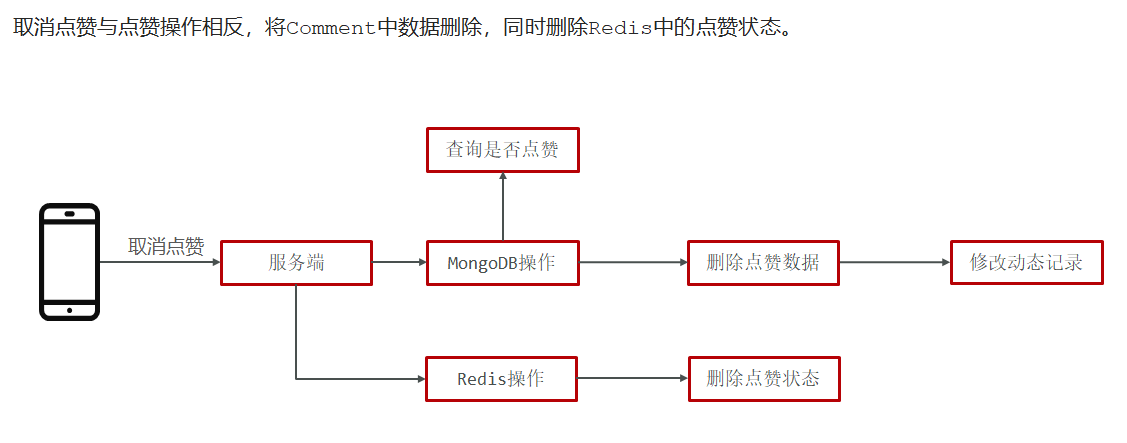 取消点赞与点赞操作相反，将Comment中数据删除，同时删除Redis中的点赞状态。
查询是否点赞
取消点赞
服务端
MongoDB操作
删除点赞数据
修改动态记录
Redis操作
删除点赞状态